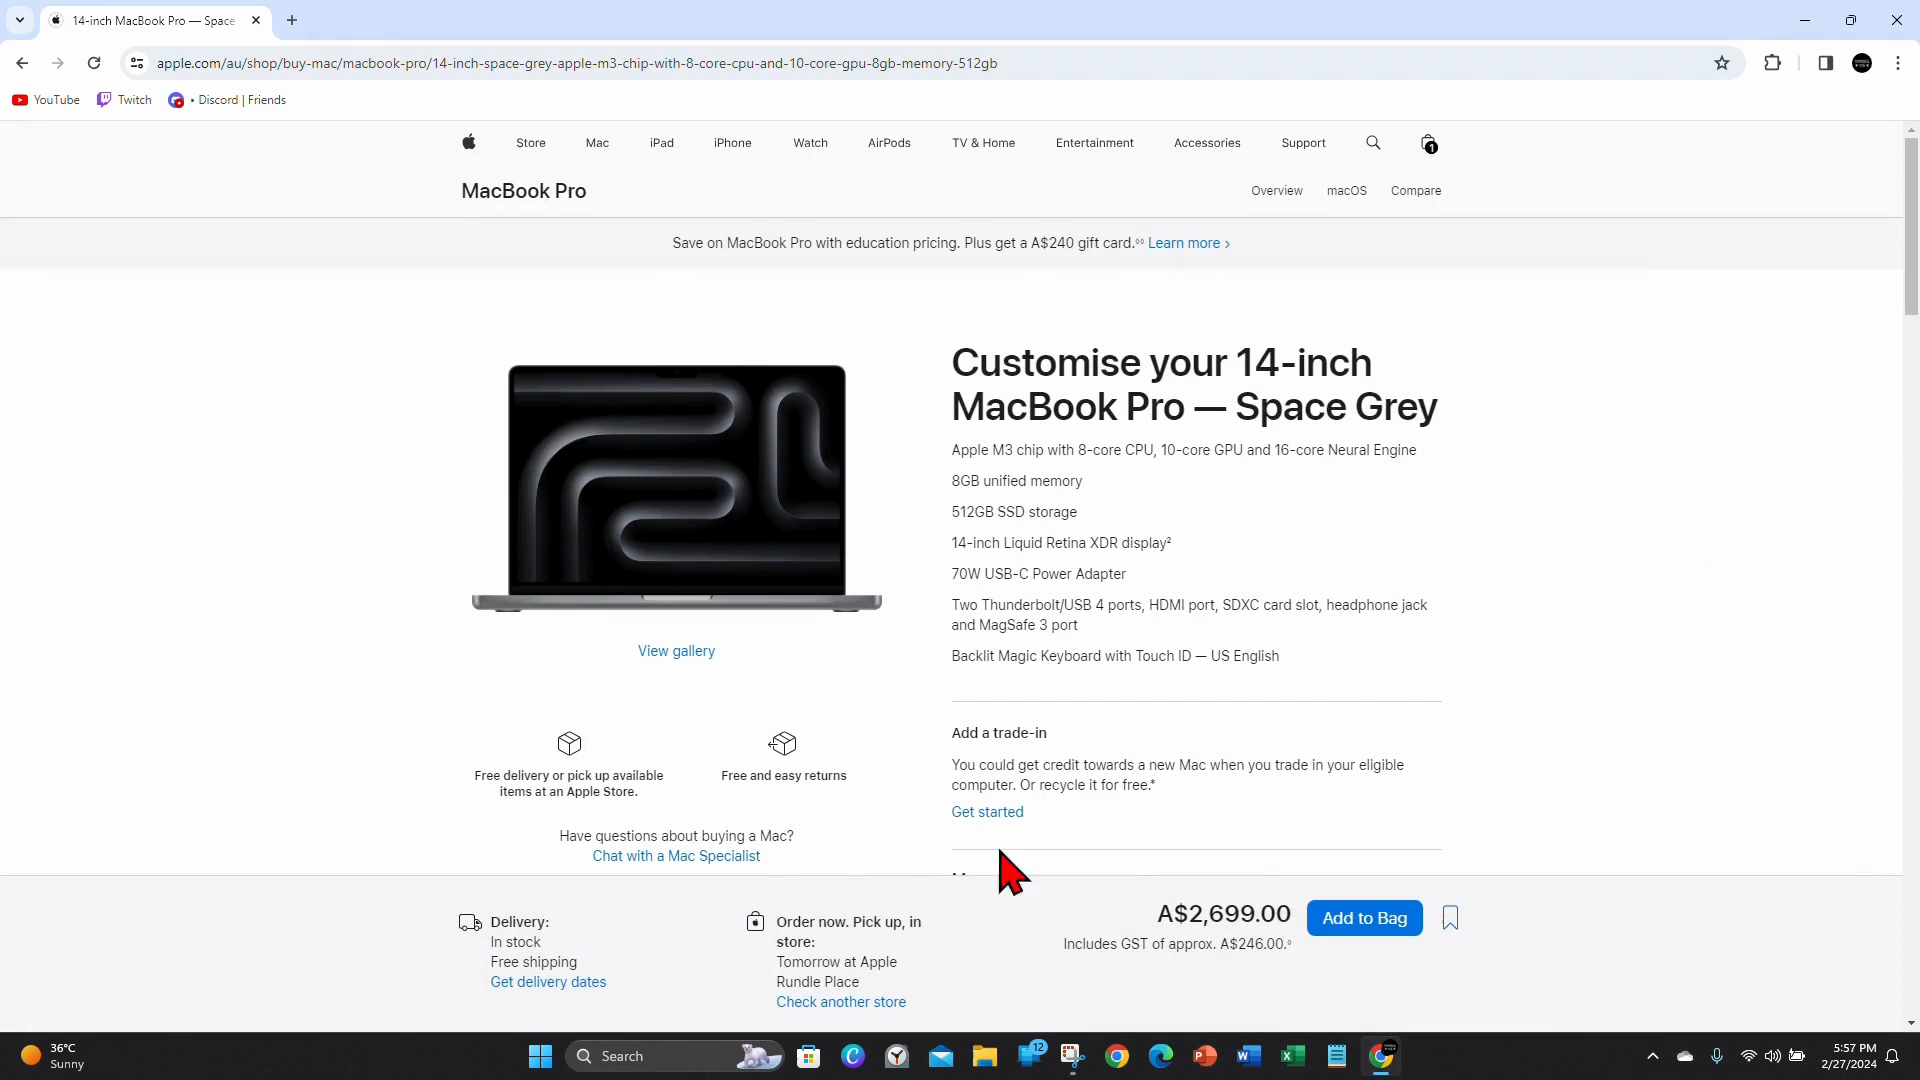 14-inch MacBook Pro — Space
apple.com/au/shop/buy-mac/macbook-pro/14-inch-space-grey-apple-m3-chip-with-8-core-cpu-and-10-core-gpu-8gb-memory-512gb
YouTube
Twitch
• Discord | Friends
Store
Mac
iPad
iPhone
Watch
AirPods
TV & Home
Entertainment
Accessories
Support
1
MacBook Pro
Overview
macOS
Compare
Save on MacBook Pro with education pricing. Plus get a A$240 gift card.◊◊ Learn more >
Customise your 14-inch
MacBook Pro — Space Grey
Apple M3 chip with 8-core CPU, 10-core GPU and 16-core Neural Engine
8GB unified memory
512GB SSD storage
14-inch Liquid Retina XDR display²
70W USB-C Power Adapter
Two Thunderbolt/USB 4 ports, HDMI port, SDXC card slot, headphone jack
and MagSafe 3 port
Backlit Magic Keyboard with Touch ID — US English
View gallery
Free delivery or pick up available
items at an Apple Store.
Free and easy returns
Have questions about buying a Mac?
Chat with a Mac Specialist
Add a trade-in
You could get credit towards a new Mac when you trade in your eligible
computer. Or recycle it for free.*
Get started
Delivery:
In stock
Free shipping
Get delivery dates
Order now. Pick up, in
store:
Tomorrow at Apple
Rundle Place
Check another store
A$2,699.00
Includes GST of approx. A$246.00.◊
Add to Bag
36°C
Sunny
Search
12
5:57 PM
2/27/2024